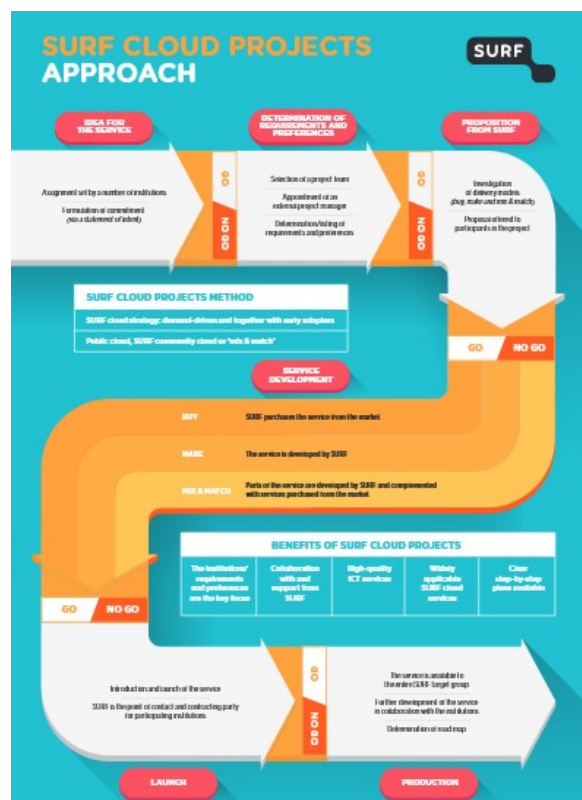 SURF CLOUD PROJECTS
APPROACH
SURF
IDEA FOR
THE SERVICE
DETERMINATION OF
REQUIREMENTS AND
PREFERENCES
PROPOSITION
FROM SURF
Assignment set by a number of institutions
Formulation of commitment
(via a statement of intent)
GO
NO GO
Selection of a project team
Appointment of an
external project manager
Determination/listing of
requirements and preferences
GO
NO GO
Investigation
of delivery models
(buy, make and mix & match)
Proposal offered to
participants in the project
SURF CLOUD PROJECTS METHOD
SURF cloud strategy: demand-driven and together with early adopters
Public cloud, SURF community cloud or 'mix & match'
GO
NO GO
SERVICE
DEVELOPMENT
BUY
SURF purchases the service from the market
MAKE
The service is developed by SURF
MIX & MATCH
Parts of the service are developed by SURF and complemented
with services purchased from the market
BENEFITS OF SURF CLOUD PROJECTS
The institutions'
requirements
and preferences
are the key focus
Collaboration
with and
support from
SURF
High-quality
ICT services
Widely
applicable
SURF cloud
services
Clear
step-by-step
plans available
GO
NO GO
Introduction and launch of the service
SURF is the point of contact and contracting party
for participating institutions
GO
NO GO
The service is available to
the entire SURF target group
Further development of the service
in collaboration with the institutions
Determination of road map
LAUNCH
PRODUCTION